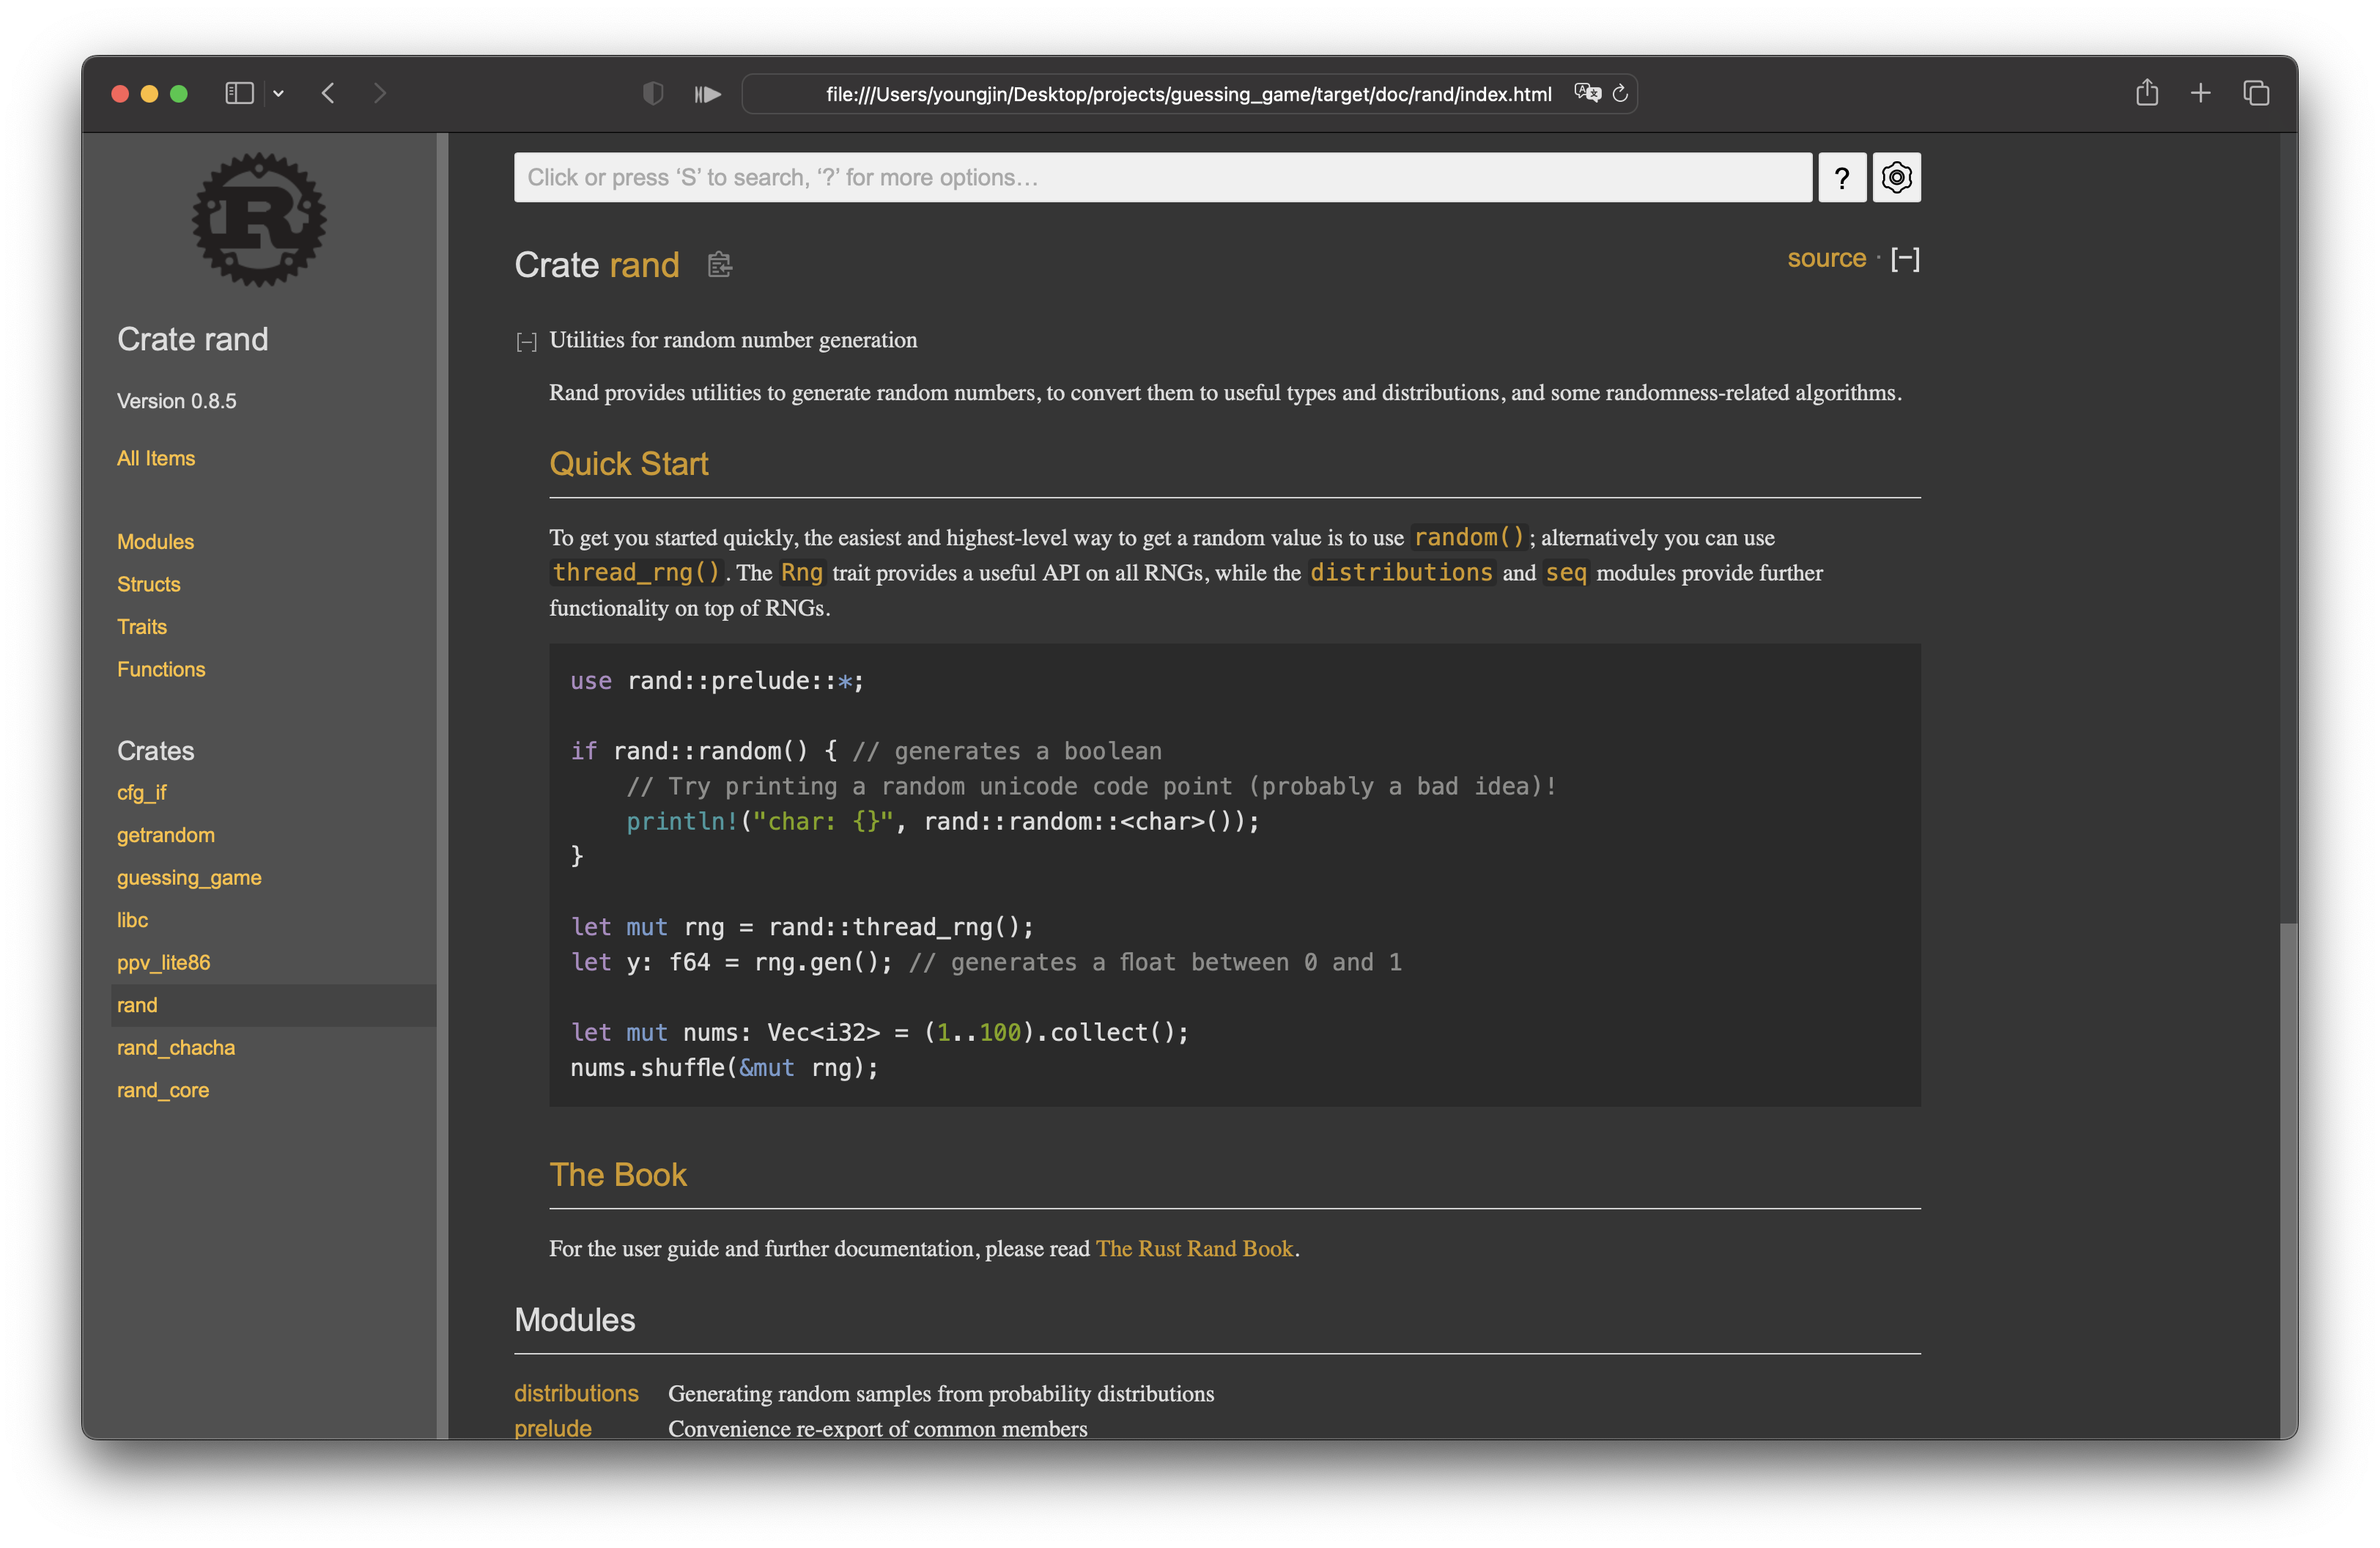 file:///Users/youngjin/Desktop/projects/guessing_game/target/doc/rand/index.html
R
Crate rand
Version 0.8.5
All Items
Modules
Structs
Traits
Functions
Crates
cfg_if
getrandom
guessing_game
libc
ppv_lite86
rand
rand_chacha
rand_core
Click or press ‘S’ to search, ‘?’ for more options…
?
Crate rand
source · [−]
[−] Utilities for random number generation
Rand provides utilities to generate random numbers, to convert them to useful types and distributions, and some randomness-related algorithms.
Quick Start
To get you started quickly, the easiest and highest-level way to get a random value is to use random(); alternatively you can use
thread_rng(). The Rng trait provides a useful API on all RNGs, while the distributions and seq modules provide further
functionality on top of RNGs.
use rand::prelude::*;
if rand::random() { // generates a boolean
    // Try printing a random unicode code point (probably a bad idea)!
    println!("char: {}", rand::random::<char>());
}
let mut rng = rand::thread_rng();
let y: f64 = rng.gen(); // generates a float between 0 and 1
let mut nums: Vec<i32> = (1..100).collect();
nums.shuffle(&mut rng);
The Book
For the user guide and further documentation, please read The Rust Rand Book.
Modules
distributions Generating random samples from probability distributions
prelude Convenience re-export of common members